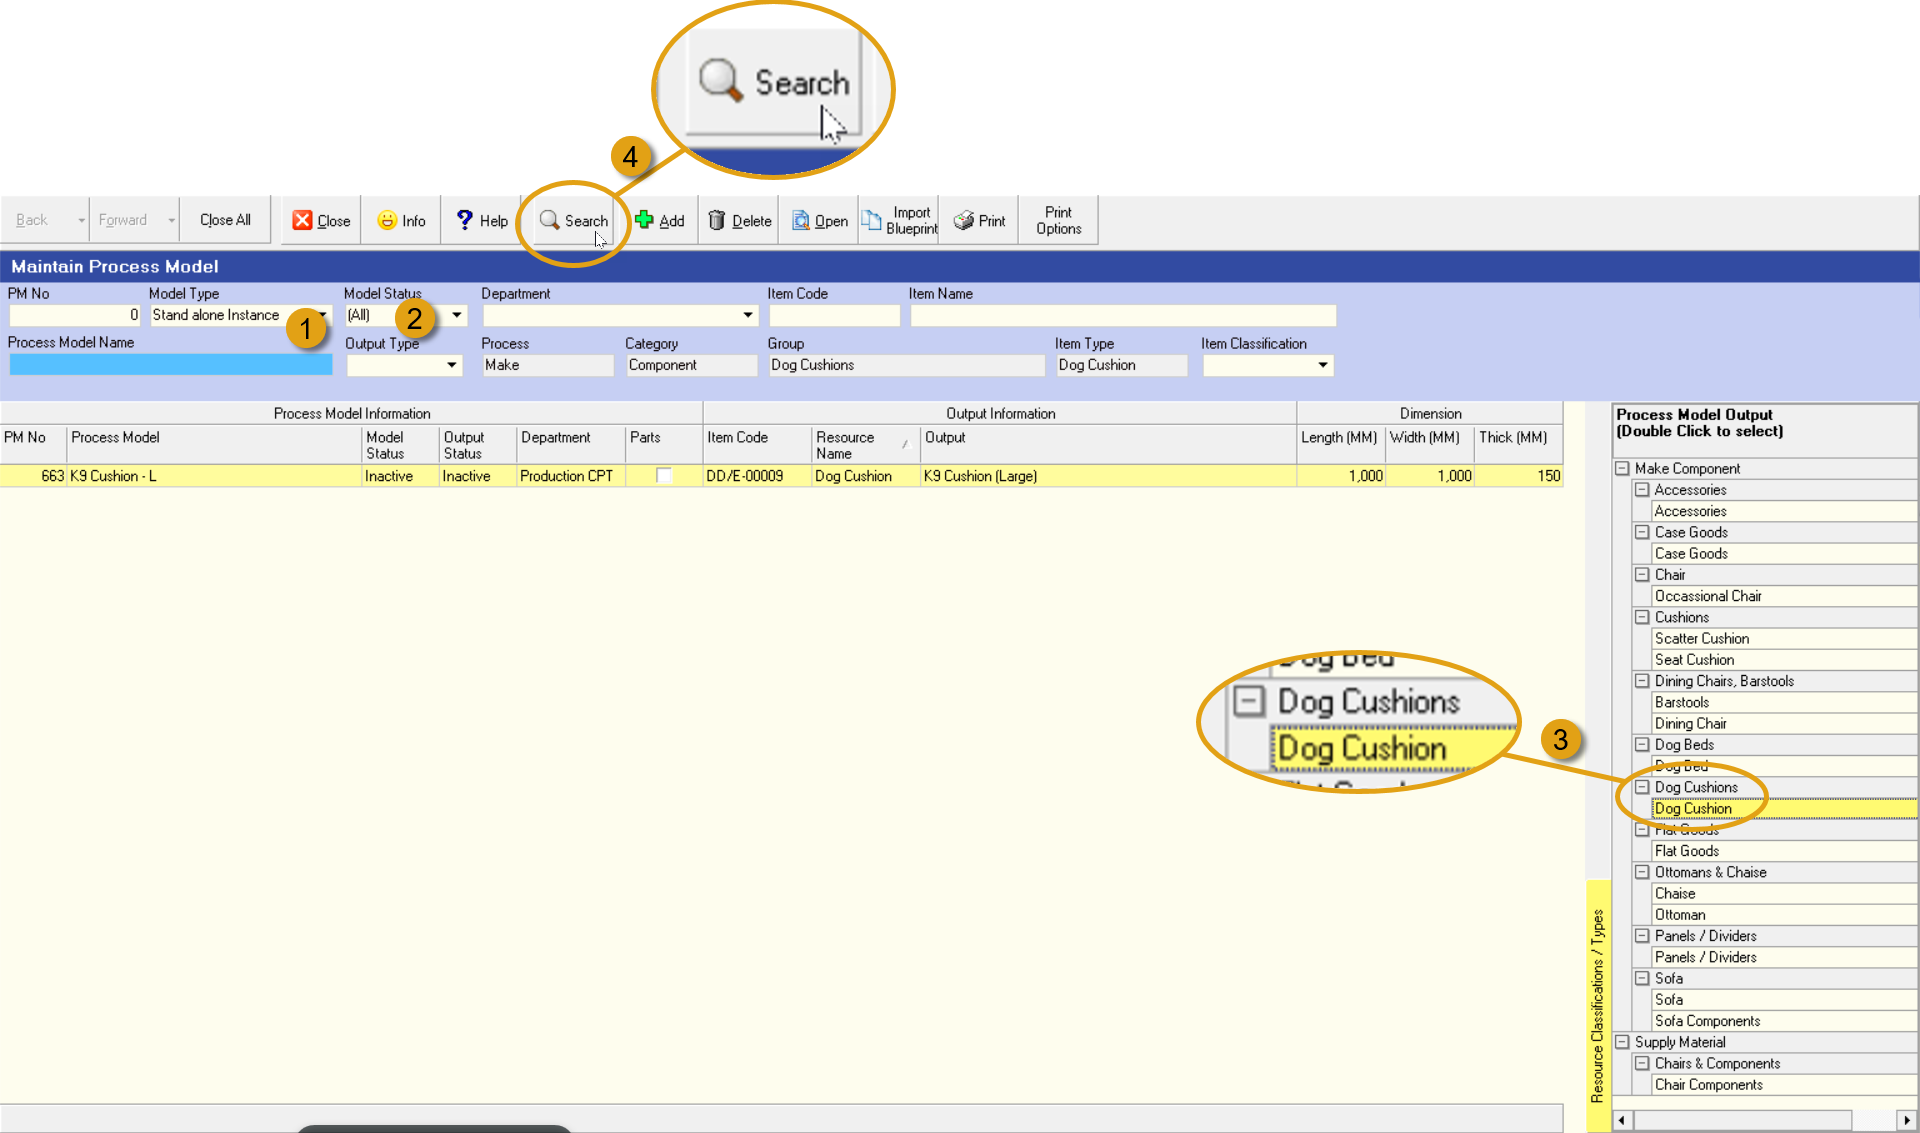 Search
4
Back
Forward
Close All
Close
Info
Help
Search
Add
Delete
Open
Import
Blueprint
Print
Print
Options
Maintain Process Model
PM No
Model Type
Model Status
Department
Item Code
Item Name
0
Stand alone Instance
1
(All)
2
Process Model Name
Output Type
Process
Category
Group
Item Type
Item Classification
Make
Component
Dog Cushions
Dog Cushion
Process Model Information
Output Information
Dimension
PM No
Process Model
Model
Status
Output
Status
Department
Parts
Item Code
Resource
Name
Output
Length (MM)
Width (MM)
Thick (MM)
663
K9 Cushion - L
Inactive
Inactive
Production CPT
DD/E-00009
Dog Cushion
K9 Cushion (Large)
1,000
1,000
150
Dog Bed
Dog Cushions
Dog Cushion
3
Resource Classifications / Types
Process Model Output
(Double Click to select)
Make Component
Accessories
Accessories
Case Goods
Case Goods
Chair
Occassional Chair
Cushions
Scatter Cushion
Seat Cushion
Dining Chairs, Barstools
Barstools
Dining Chair
Dog Beds
Dog Bed
Dog Cushions
Dog Cushion
Flat Goods
Flat Goods
Ottomans & Chaise
Chaise
Ottoman
Panels / Dividers
Panels / Dividers
Sofa
Sofa
Sofa Components
Supply Material
Chairs & Components
Chair Components